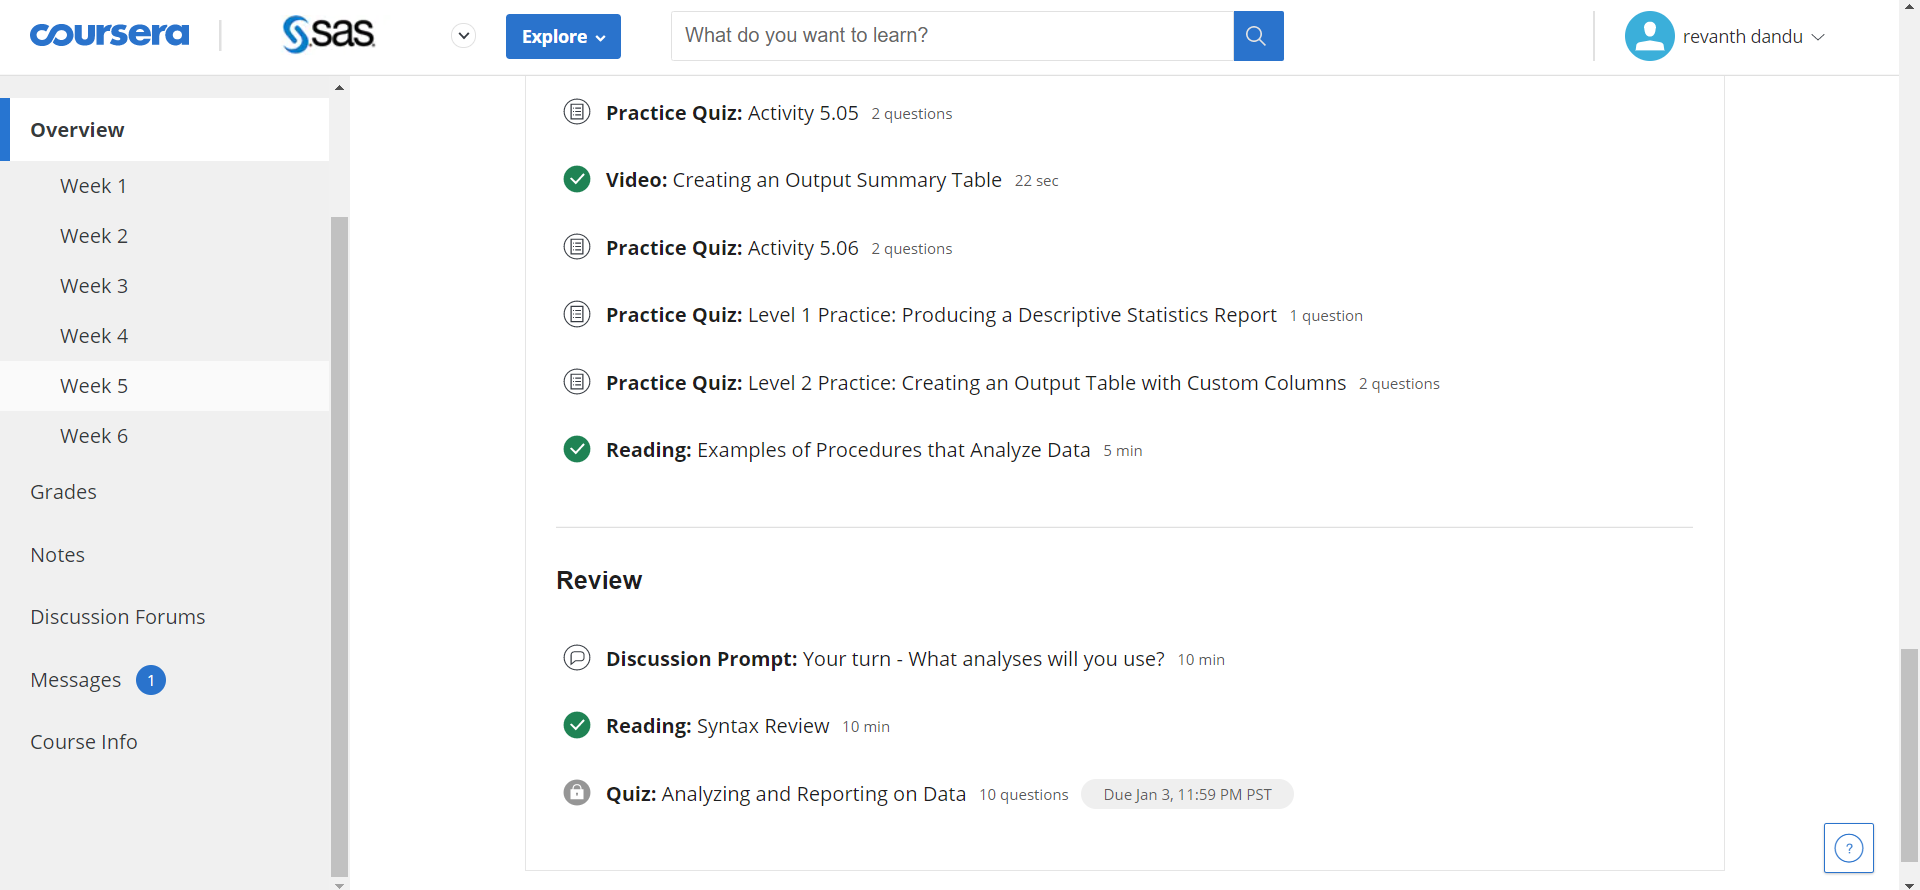 coursera
sas
Explore
What do you want to learn?
revanth dandu
Overview
Week 1
Week 2
Week 3
Week 4
Week 5
Week 6
Grades
Notes
Discussion Forums
Messages 1
Course Info
Practice Quiz: Activity 5.05 2 questions
Video: Creating an Output Summary Table 22 sec
Practice Quiz: Activity 5.06 2 questions
Practice Quiz: Level 1 Practice: Producing a Descriptive Statistics Report 1 question
Practice Quiz: Level 2 Practice: Creating an Output Table with Custom Columns 2 questions
Reading: Examples of Procedures that Analyze Data 5 min
Review
Discussion Prompt: Your turn - What analyses will you use? 10 min
Reading: Syntax Review 10 min
Quiz: Analyzing and Reporting on Data 10 questions Due Jan 3, 11:59 PM PST
?